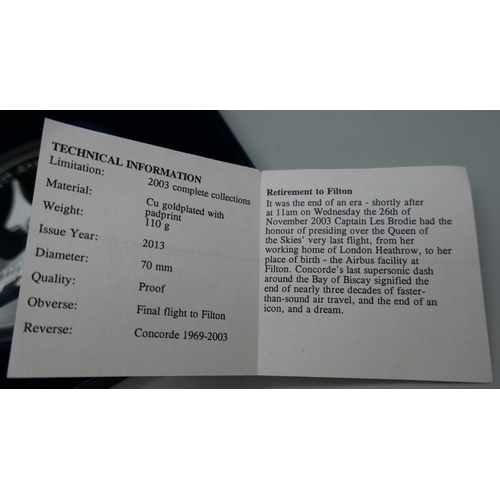 TECHNICAL INFORMATION
Limitation: 2003 complete collections
Material: Cu goldplated with
padprint
Weight: 110 g
Issue Year: 2013
Diameter: 70 mm
Quality: Proof
Obverse: Final flight to Filton
Reverse: Concorde 1969-2003
Retirement to Filton
It was the end of an era - shortly after
at 11am on Wednesday the 26th of
November 2003 Captain Les Brodie had the
honour of presiding over the Queen of
the Skies' very last flight, from her
working home of London Heathrow, to her
place of birth - the Airbus facility at
Filton. Concorde's last supersonic dash
around the Bay of Biscay signified the
end of nearly three decades of faster-
than-sound air travel, and the end of an
icon, and a dream.